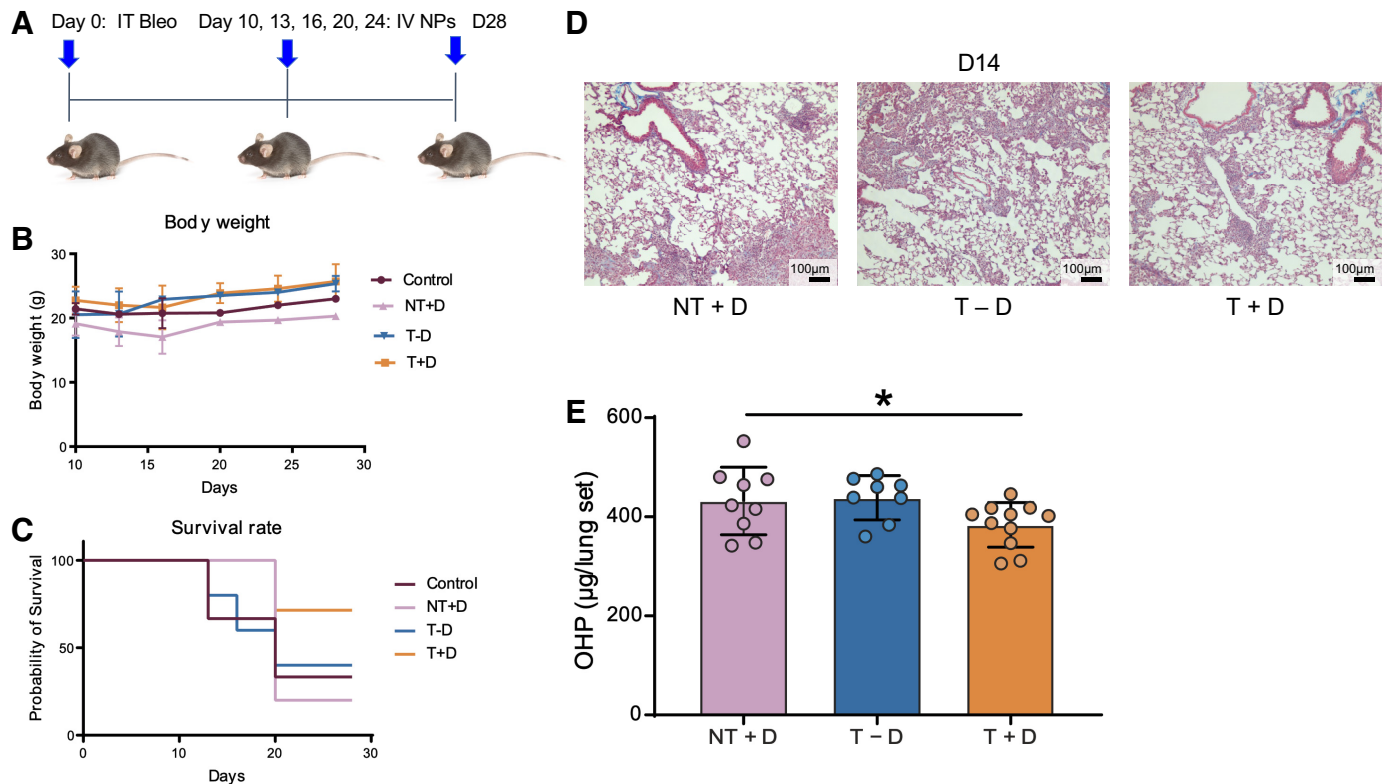 A
Day 0: IT Bleo Day 10, 13, 16, 20, 24: IV NPs D28
B
Body weight
Body weight (g)
30
20
10
0
10 15 20 25 30
Days
Control
NT+D
T-D
T+D
C
Survival rate
Probability of Survival
100
50
0
0 10 20 30
Days
Control
NT+D
T-D
T+D
D
D14
100µm 100µm 100µm
NT + D T – D T + D
E
*
OHP (µg/lung set)
600
400
200
0
NT + D T – D T + D